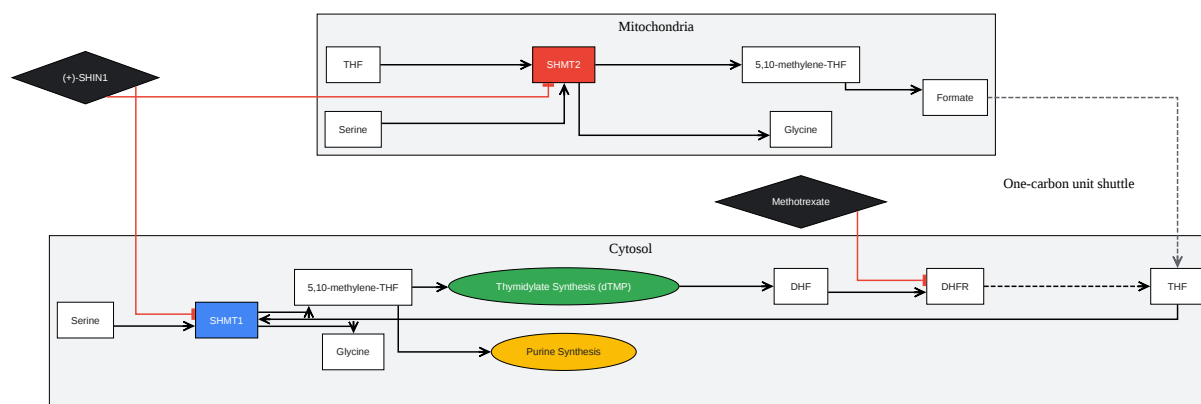 Mitochondria
THF
SHMT2
5,10-methylene-THF
(+)-SHIN1
Formate
Serine
Glycine
One-carbon unit shuttle
Methotrexate
Cytosol
5,10-methylene-THF
Thymidylate Synthesis (dTMP)
DHF
DHFR
THF
Serine
SHMT1
Glycine
Purine Synthesis